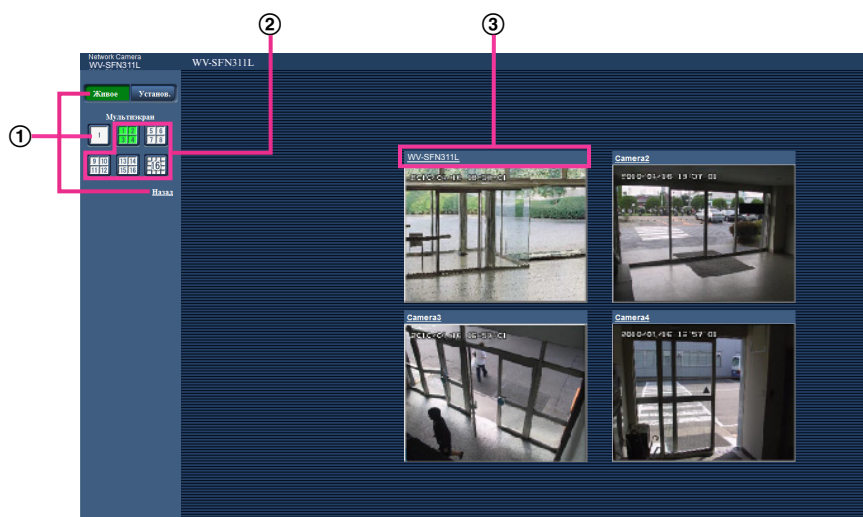 ① ② ③
Network Camera
WV-SFN311L
WV-SFN311L
Живое Установ.
Мультиэкран
1
1 2
3 4
5 6
7 8
9 10
11 12
13 14
15 16
16
Назад
WV-SFN311L
Camera2
Camera3
Camera4